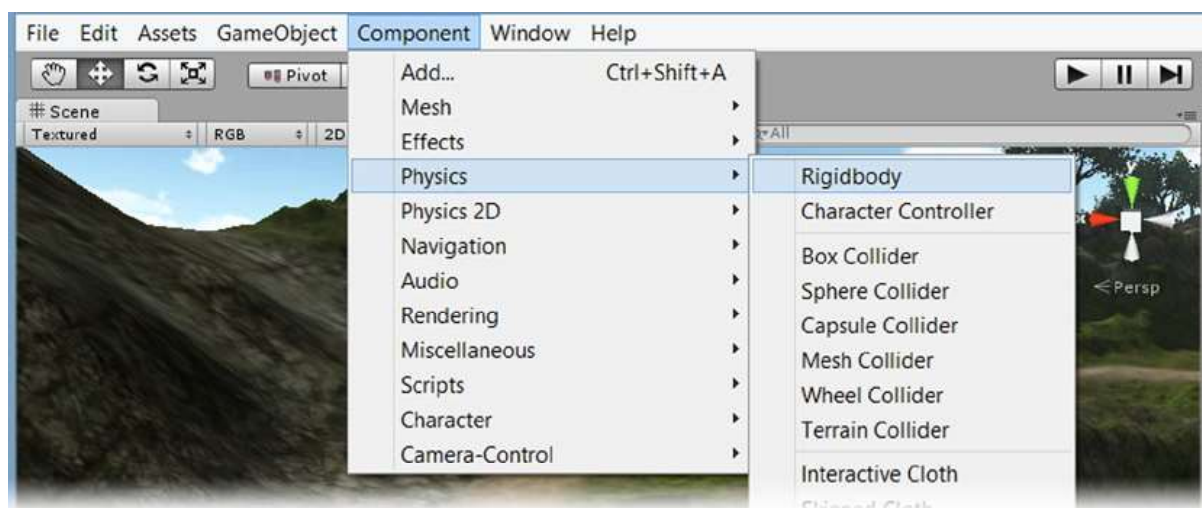 File Edit Assets GameObject Component Window Help
Pivot
Add... Ctrl+Shift+A
# Scene
Mesh
Textured RGB 2D
All
Effects
Physics
Rigidbody
Physics 2D
Character Controller
Navigation
Box Collider
Audio
Sphere Collider
Persp
Rendering
Capsule Collider
Miscellaneous
Mesh Collider
Scripts
Wheel Collider
Character
Terrain Collider
Camera-Control
Interactive Cloth
x
y